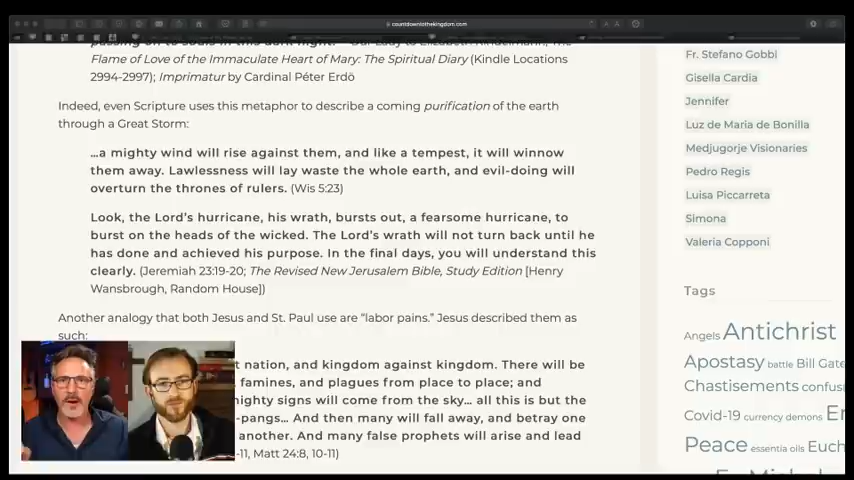 countdowntothekingdom.com
passing on to souls in this dark night." ~ Our Lady to Elizabeth Kindelmann, The
Flame of Love of the Immaculate Heart of Mary: The Spiritual Diary (Kindle Locations
2994-2997); Imprimatur by Cardinal Péter Erdö
Indeed, even Scripture uses this metaphor to describe a coming purification of the earth
through a Great Storm:
…a mighty wind will rise against them, and like a tempest, it will winnow
them away. Lawlessness will lay waste the whole earth, and evil-doing will
overturn the thrones of rulers. (Wis 5:23)
Look, the Lord's hurricane, his wrath, bursts out, a fearsome hurricane, to
burst on the heads of the wicked. The Lord's wrath will not turn back until he
has done and achieved his purpose. In the final days, you will understand this
clearly. (Jeremiah 23:19-20; The Revised New Jerusalem Bible, Study Edition [Henry
Wansbrough, Random House])
Another analogy that both Jesus and St. Paul use are "labor pains." Jesus described them as
such:
t nation, and kingdom against kingdom. There will be
famines, and plagues from place to place; and
nighty signs will come from the sky… all this is but the
-pangs… And then many will fall away, and betray one
another. And many false prophets will arise and lead
-11, Matt 24:8, 10-11)
Fr. Stefano Gobbi
Gisella Cardia
Jennifer
Luz de Maria de Bonilla
Medjugorje Visionaries
Pedro Regis
Luisa Piccarreta
Simona
Valeria Copponi
Tags
Angels Antichrist
Apostasy battle Bill Gate
Chastisements confus
Covid-19 currency demons Er
Peace essentia oils Euch